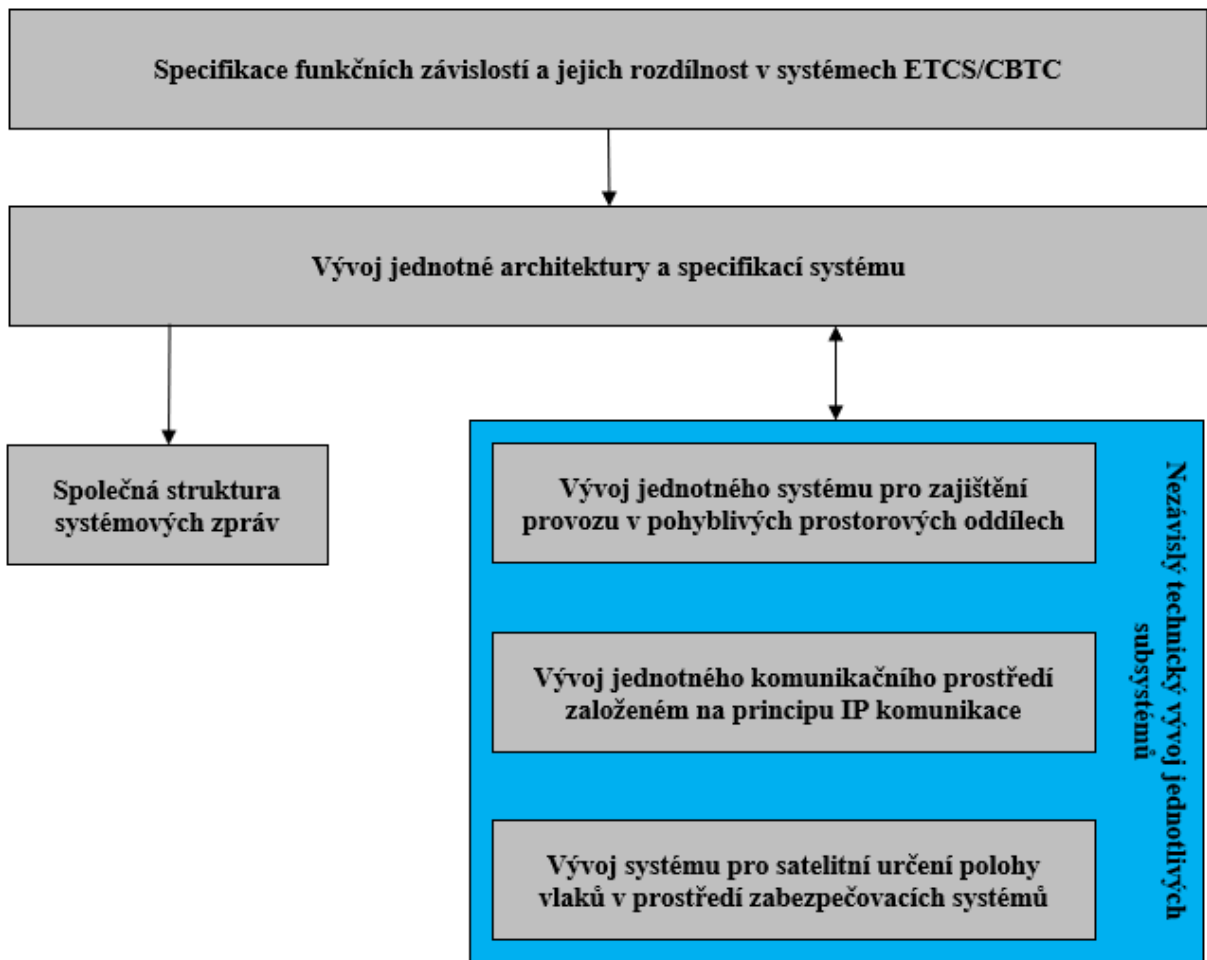 Specifikace funkčních závislostí a jejich rozdílnost v systémech ETCS/CBTC
Vývoj jednotné architektury a specifikací systému
Společná struktura
systémových zpráv
Vývoj jednotného systému pro zajištění
provozu v pohyblivých prostorových oddílech
Vývoj jednotného komunikačního prostředí
založeném na principu IP komunikace
Vývoj systému pro satelitní určení polohy
vlaků v prostředí zabezpečovacích systémů
Nezávislý technický vývoj jednotlivých
subsystémů